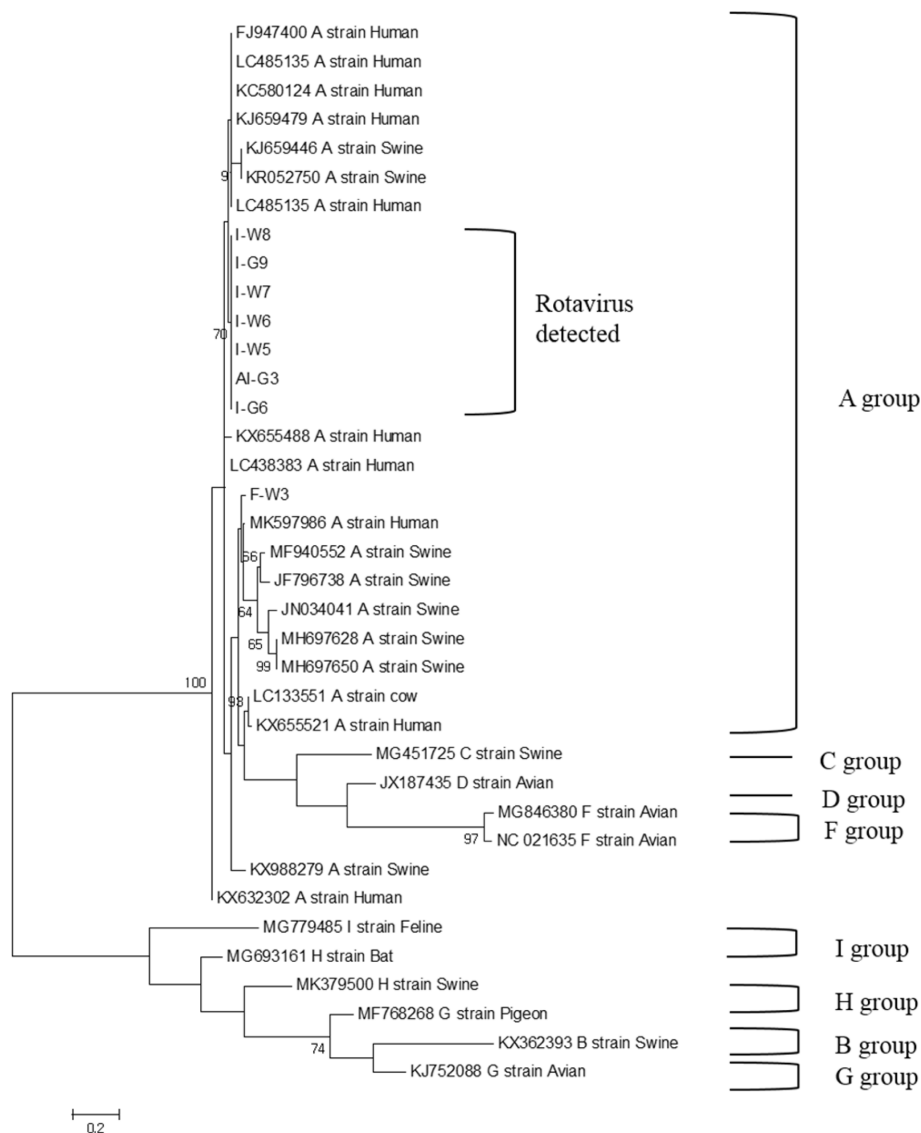 FJ947400 A strain Human
LC485135 A strain Human
KC580124 A strain Human
KJ659479 A strain Human
KJ659446 A strain Swine
KR052750 A strain Swine
9
LC485135 A strain Human
I-W8
I-G9
I-W7
Rotavirus
detected
I-W6
70
I-W5
AI-G3
I-G6
A group
KX655488 A strain Human
LC438383 A strain Human
F-W3
MK597986 A strain Human
MF940552 A strain Swine
66
JF796738 A strain Swine
JN034041 A strain Swine
64
MH697628 A strain Swine
65
MH697650 A strain Swine
99
100
LC133551 A strain cow
93
KX655521 A strain Human
MG451725 C strain Swine
C group
JX187435 D strain Avian
D group
MG846380 F strain Avian
F group
97
NC 021635 F strain Avian
KX988279 A strain Swine
KX632302 A strain Human
MG779485 I strain Feline
I group
MG693161 H strain Bat
MK379500 H strain Swine
H group
MF768268 G strain Pigeon
KX362393 B strain Swine
B group
74
KJ752088 G strain Avian
G group
0.2